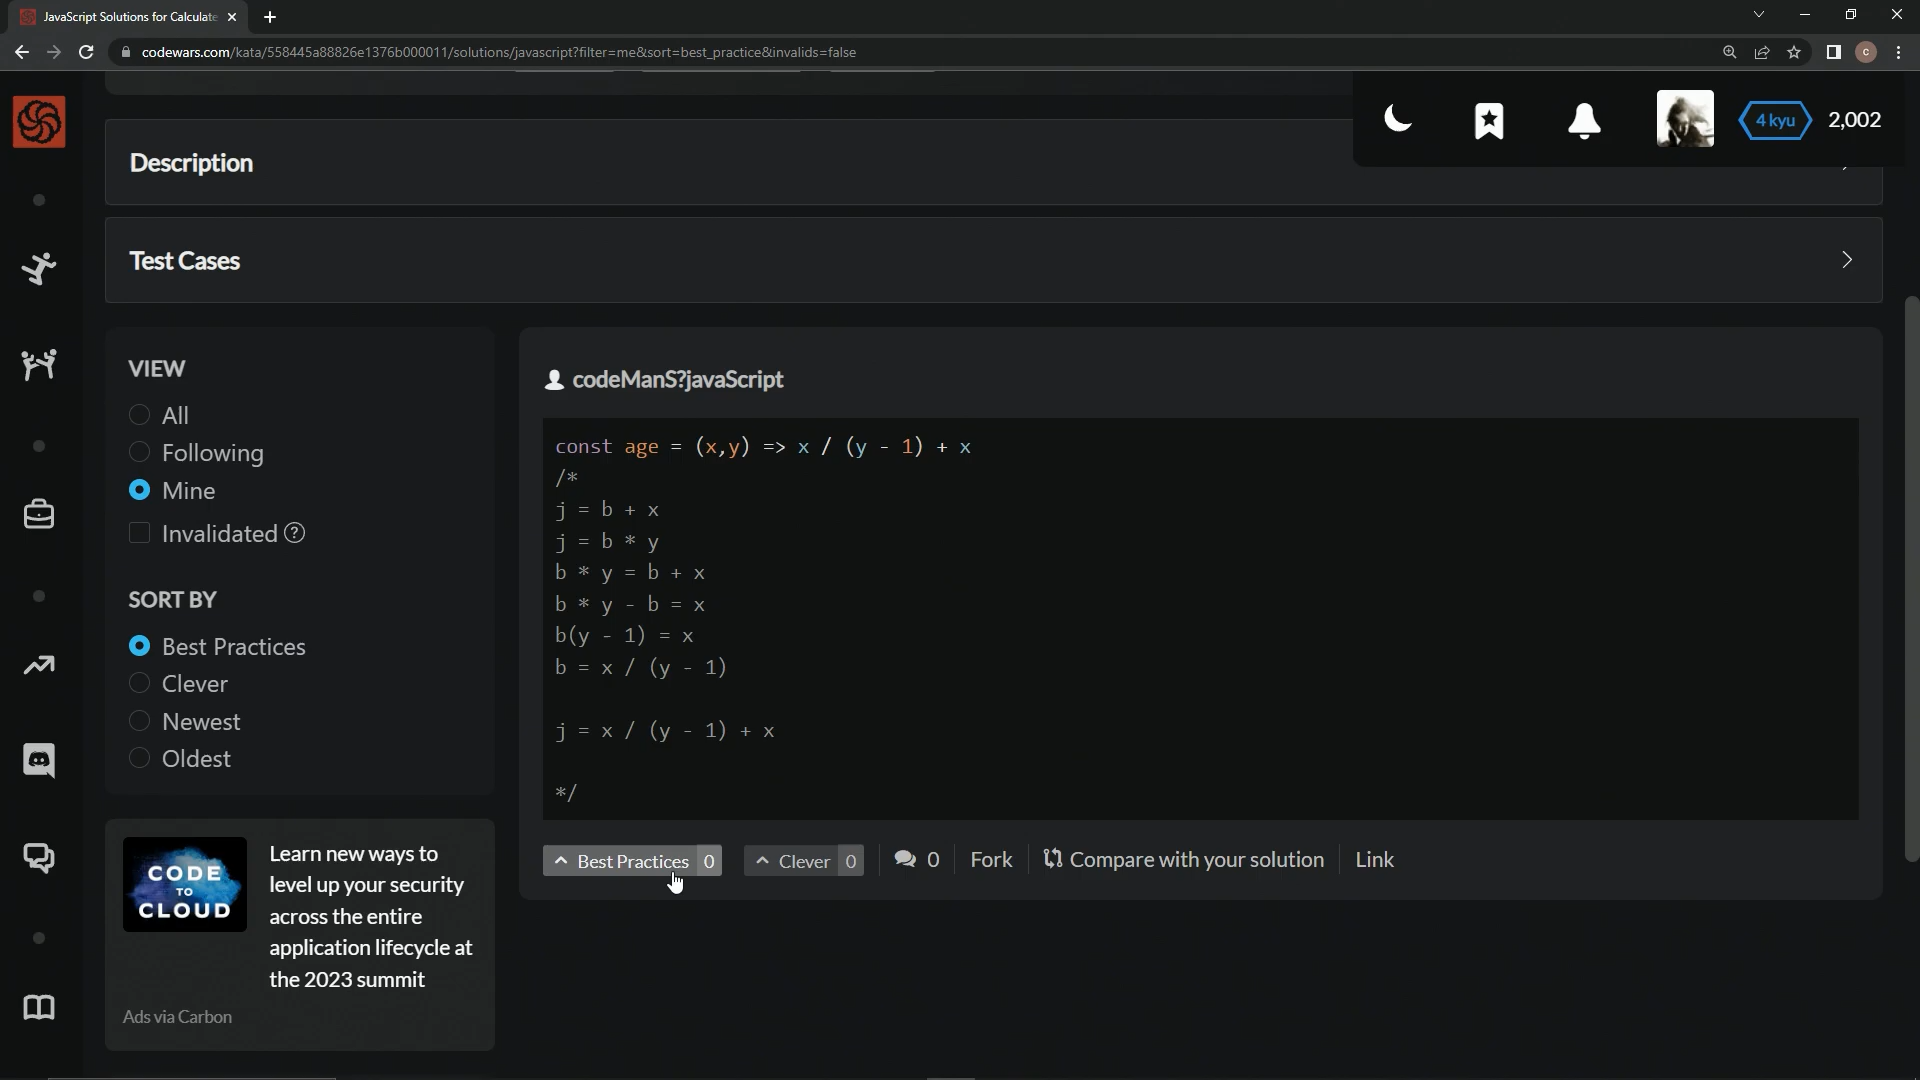 JavaScript Solutions for Calculate
codewars.com/kata/558445a88826e1376b000011/solutions/javascript?filter=me&sort=best_practice&invalids=false
c
4 kyu
2,002
Description
Test Cases
VIEW
All
Following
Mine
Invalidated ?
SORT BY
Best Practices
Clever
Newest
Oldest
CODE
TO
CLOUD
Learn new ways to
level up your security
across the entire
application lifecycle at
the 2023 summit
Ads via Carbon
codeManS?javaScript
const age = (x,y) => x / (y - 1) + x
/*
j = b + x
j = b * y
b * y = b + x
b * y - b = x
b(y - 1) = x
b = x / (y - 1)
j = x / (y - 1) + x
*/
Best Practices 0
Clever 0
0
Fork
Compare with your solution
Link